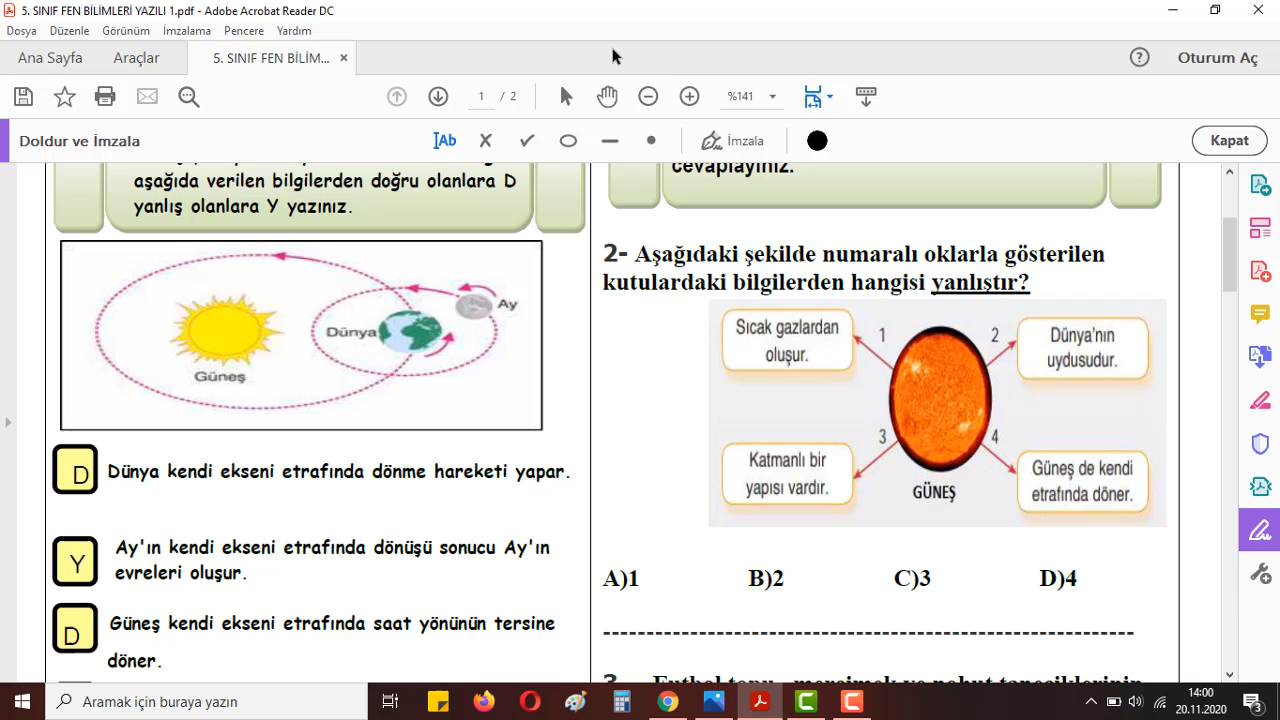 5. SINIF FEN BİLİMLERİ YAZILI 1.pdf - Adobe Acrobat Reader DC
Dosya Düzenle Görünüm İmzalama Pencere Yardım
Ana Sayfa Araçlar 5. SINIF FEN BİLİM... × Oturum Aç
1 / 2 %141
Doldur ve İmzala Ab İmzala Kapat
aşağıda verilen bilgilerden doğru olanlara D
yanlış olanlara Y yazınız.
Ay
Dünya
Güneş
D Dünya kendi ekseni etrafında dönme hareketi yapar.
Y Ay'ın kendi ekseni etrafında dönüşü sonucu Ay'ın
evreleri oluşur.
D Güneş kendi ekseni etrafında saat yönünün tersine
döner.
cevaplayınız.
2- Aşağıdaki şekilde numaralı oklarla gösterilen
kutulardaki bilgilerden hangisi yanlıştır?
Sıcak gazlardan
oluşur.
1
2
Dünya'nın
uydusudur.
3
Katmanlı bir
yapısı vardır.
4
Güneş de kendi
etrafında döner.
GÜNEŞ
A)1 B)2 C)3 D)4
------------------------------------------------------------
Aramak için buraya yazın
14:00
20.11.2020
3